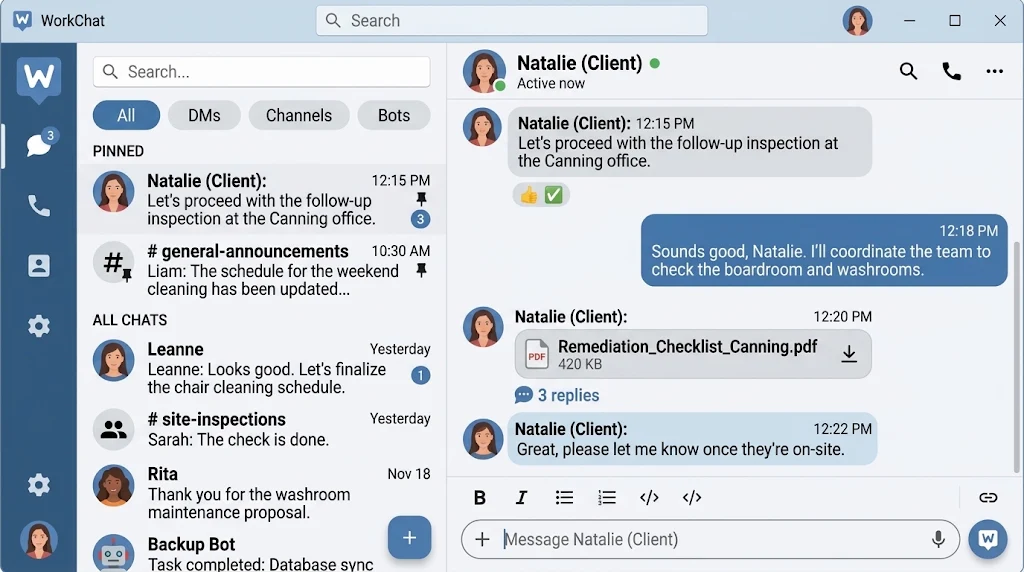 WorkChat
Search
W
3
Search...
All
DMs
Channels
Bots
PINNED
Natalie (Client):
12:15 PM
Let's proceed with the follow-up
inspection at the Canning office.
3
# general-announcements
10:30 AM
#
Liam: The schedule for the weekend
cleaning has been updated...
ALL CHATS
Leanne
Yesterday
Leanne: Looks good. Let's finalize
the chair cleaning schedule.
1
# site-inspections
Yesterday
Sarah: The check is done.
Rita
Nov 18
Thank you for the washroom
maintenance proposal.
Backup Bot
Task completed: Database sync
Natalie (Client)
Active now
Natalie (Client): 12:15 PM
Let's proceed with the follow-up inspection at
the Canning office.
12:18 PM
Sounds good, Natalie. I'll coordinate the team to
check the boardroom and washrooms.
Natalie (Client):
12:20 PM
PDF
Remediation_Checklist_Canning.pdf
420 KB
3 replies
Natalie (Client):
12:22 PM
Great, please let me know once they're on-site.
B I
Message Natalie (Client)
W